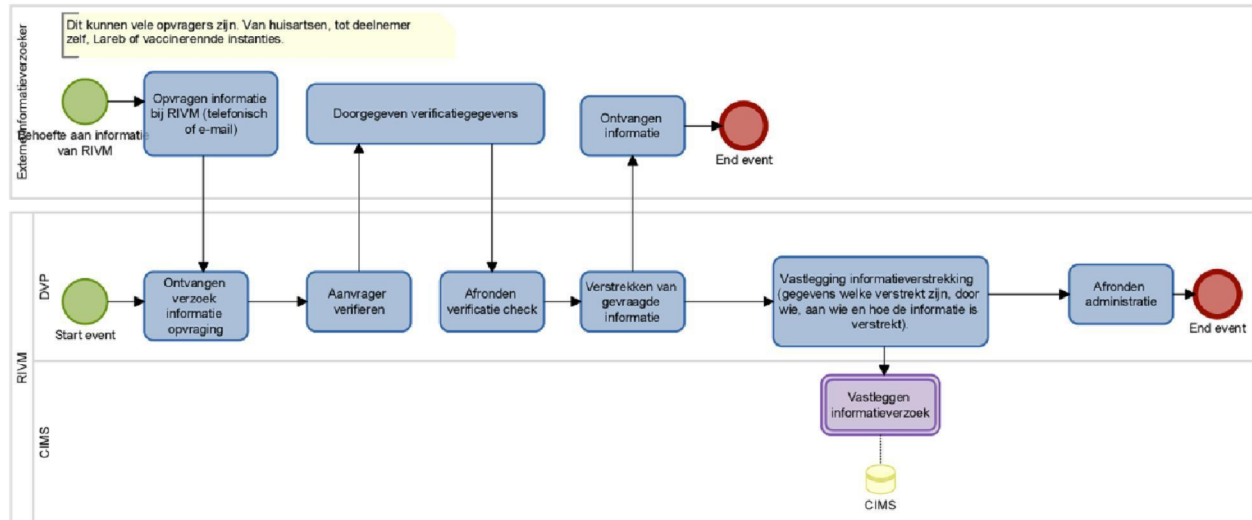 Externe informatieverzoeker
Dit kunnen vele opvragers zijn. Van huisartsen, tot deelnemer
zelf, Lareb of vaccinerennde instanties.
Behoefte aan informatie
van RIVM
Opvragen informatie
bij RIVM (telefonisch
of e-mail)
Doorgegeven verificatiegegevens
Ontvangen
informatie
End event
RIVM
DVP
Start event
Ontvangen
verzoek
informatie
opvraging
Aanvrager
verifieren
Afronden
verificatie check
Verstrekken van
gevraagde
informatie
Vastlegging informatieverstrekking
(gegevens welke verstrekt zijn, door
wie, aan wie en hoe de informatie is
verstrekt).
Afronden
administratie
End event
CIMS
Vastleggen
informatieverzoek
CIMS